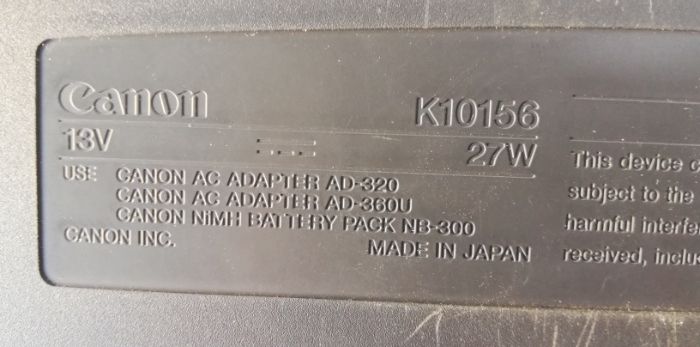 Canon K10156
13V 27W
USE CANON AC ADAPTER AD-320
CANON AC ADAPTER AD-360U
CANON NiMH BATTERY PACK NB-300
CANON INC. MADE IN JAPAN
This device c
subject to the
harmful interfe
received, inclu